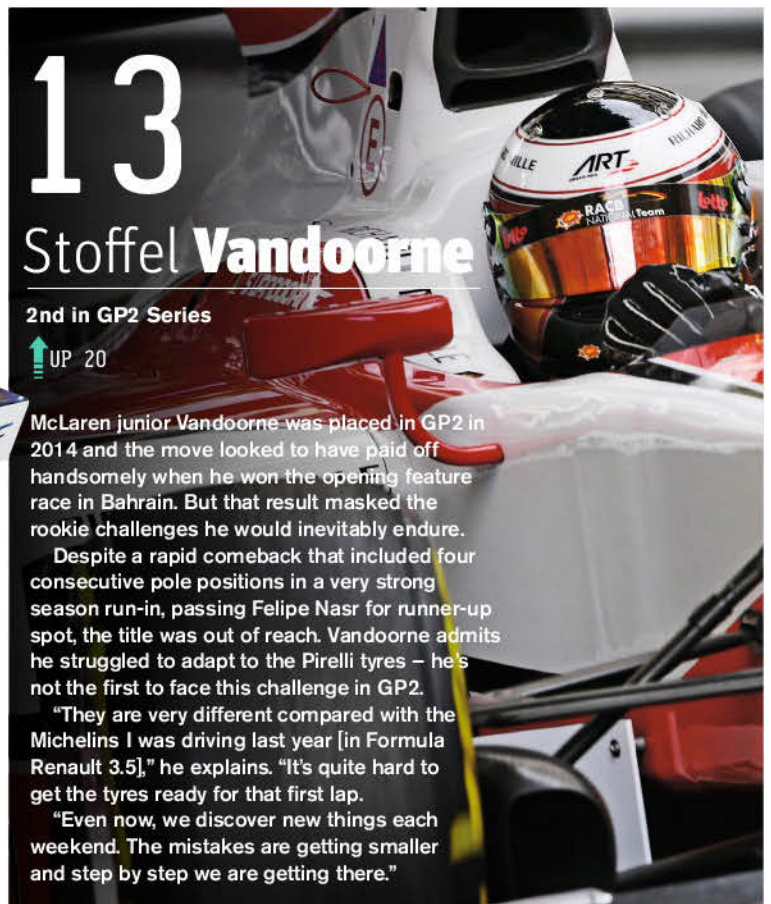 13
Stoffel Vandoorne
2nd in GP2 Series
UP 20
McLaren junior Vandoorne was placed in GP2 in
2014 and the move looked to have paid off
handsomely when he won the opening feature
race in Bahrain. But that result masked the
rookie challenges he would inevitably endure.
Despite a rapid comeback that included four
consecutive pole positions in a very strong
season run-in, passing Felipe Nasr for runner-up
spot, the title was out of reach. Vandoorne admits
he struggled to adapt to the Pirelli tyres – he's
not the first to face this challenge in GP2.
“They are very different compared with the
Michelins I was driving last year [in Formula
Renault 3.5],” he explains. “It's quite hard to
get the tyres ready for that first lap.
“Even now, we discover new things each
weekend. The mistakes are getting smaller
and step by step we are getting there.”
E
ART
RACB
NATIONAL Team
Lotto
Lotto